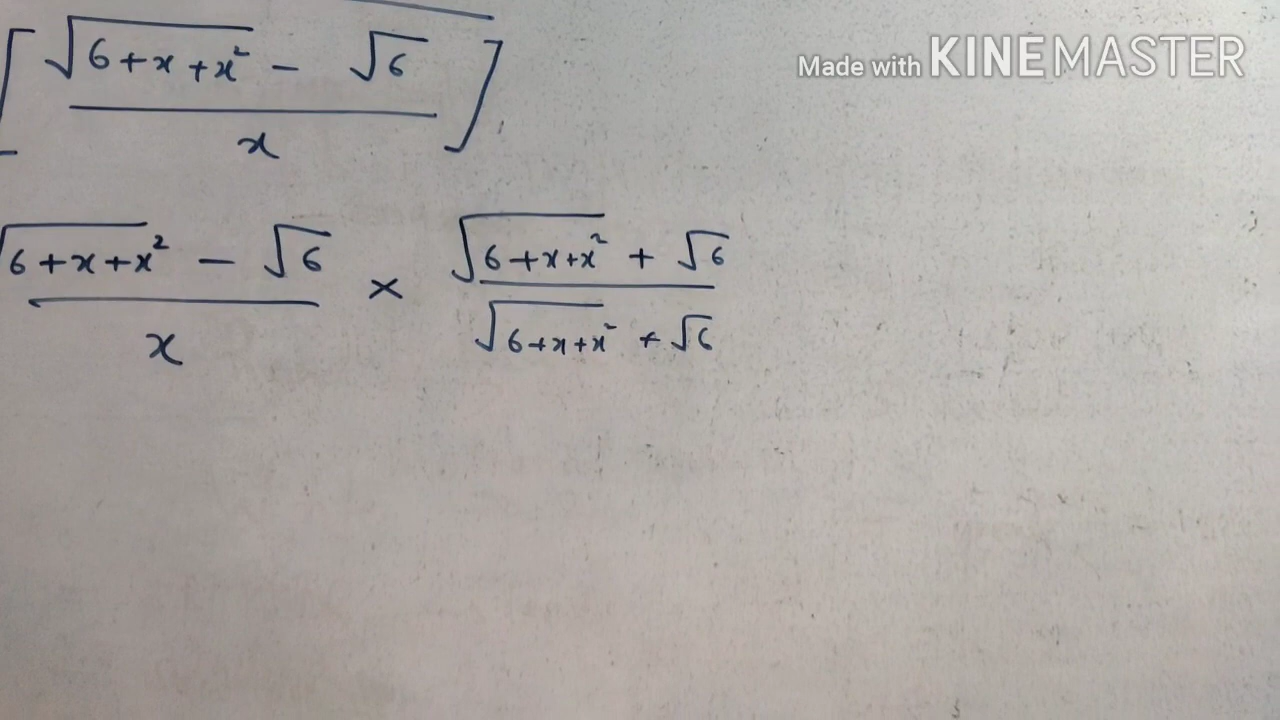 Made with KINEMASTER
[ √(6+x+x²) - √6 / x ]
√(6+x+x²) - √6 / x × √(6+x+x²) + √6 / √(6+x+x²) + √6